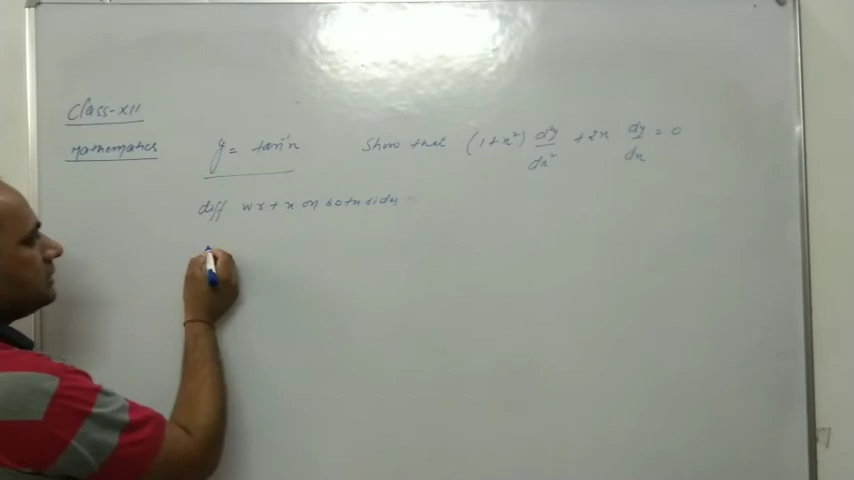 Class-XII
Mathematics
y = tan⁻¹x Show that (1+x²) d²y/dx² + 2x dy/dx = 0
diff w r t x on both sides